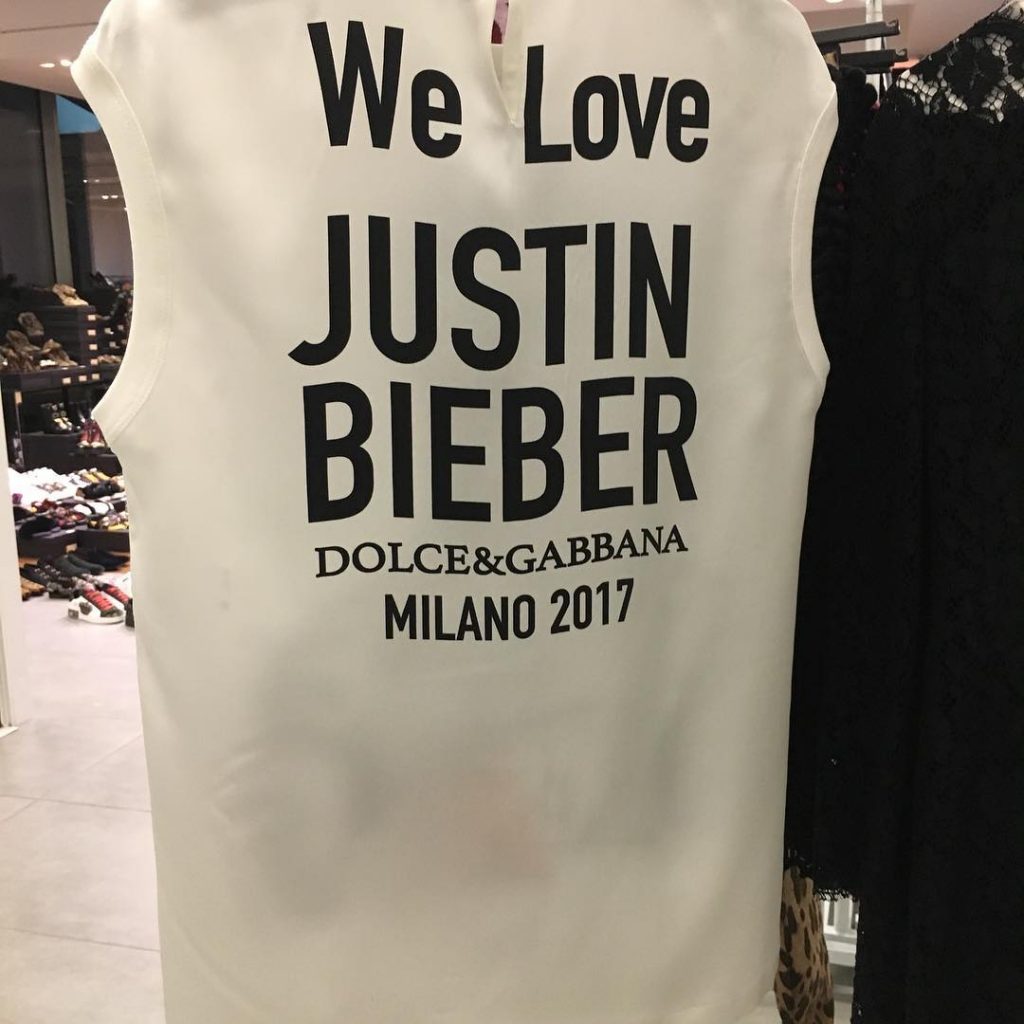 We Love
JUSTIN
BIEBER
DOLCE&GABBANA
MILANO 2017